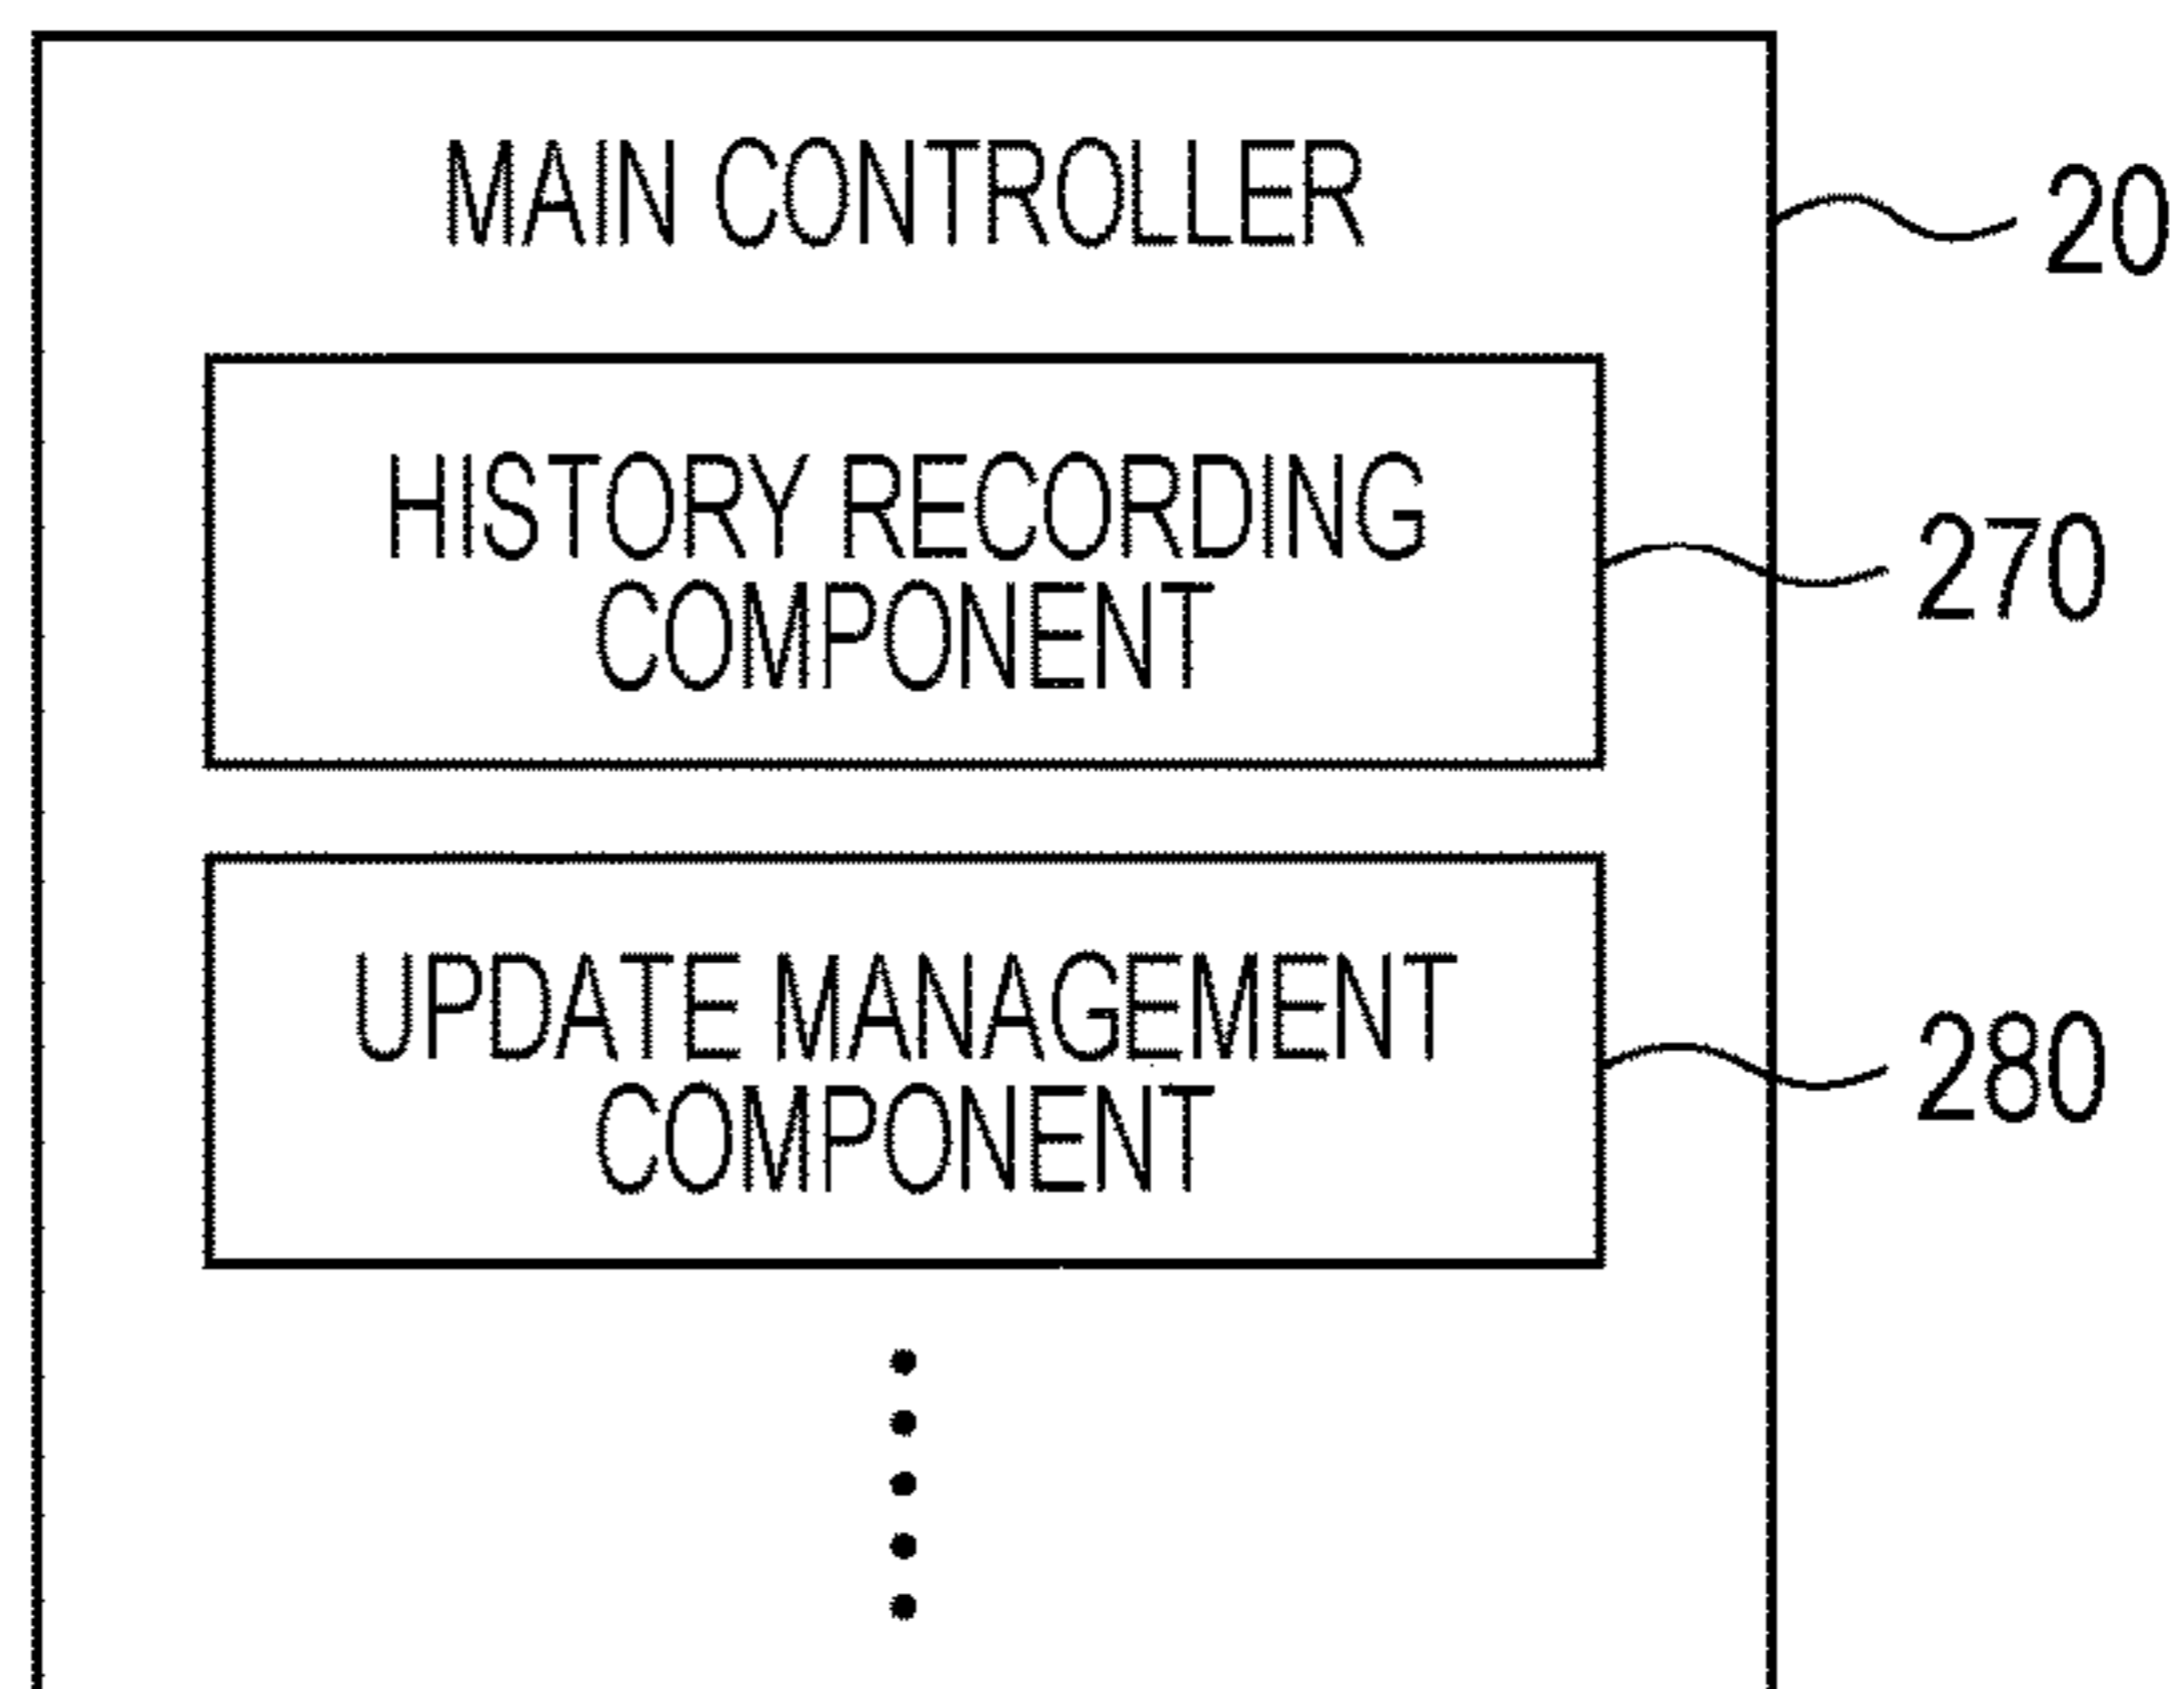 MAIN CONTROLLER
20
HISTORY RECORDING
COMPONENT
270
UPDATE MANAGEMENT
COMPONENT
280